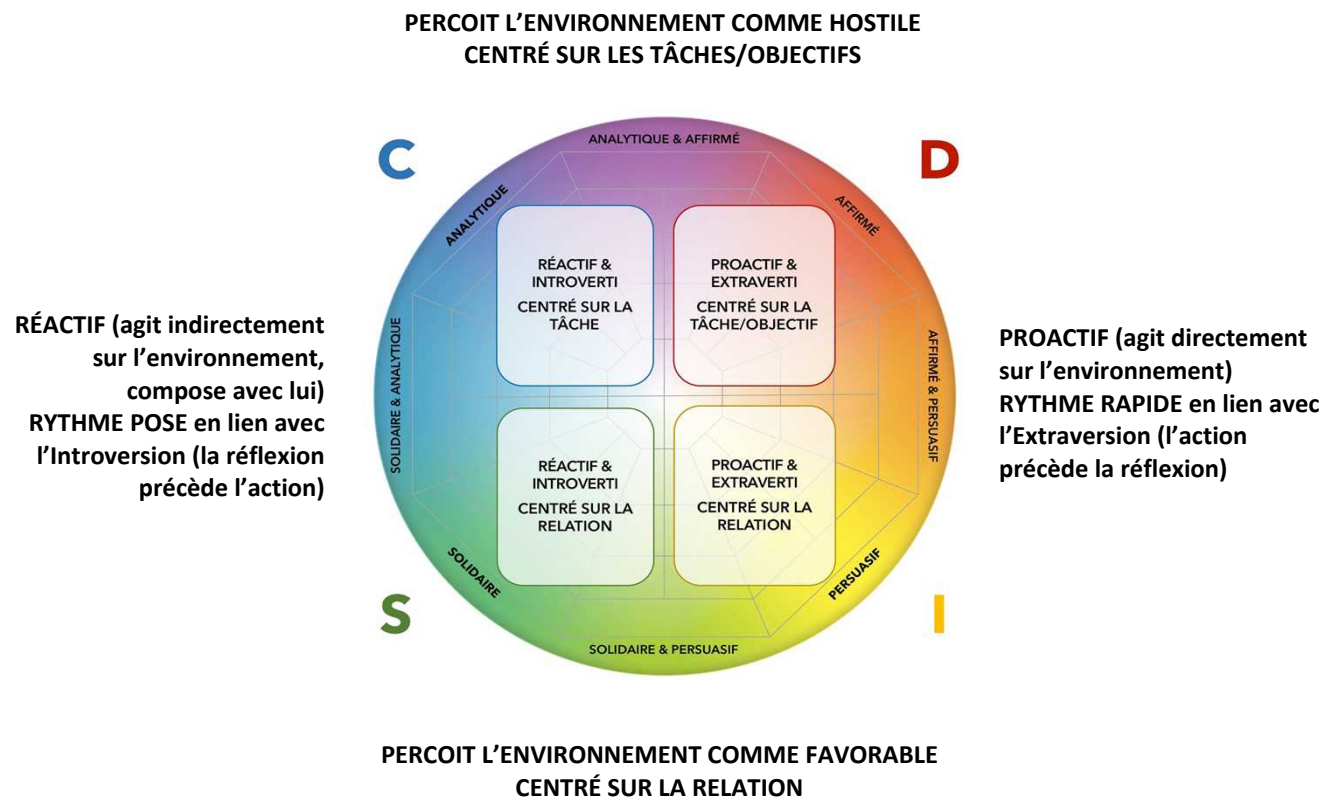 PERCOIT L’ENVIRONNEMENT COMME HOSTILE
CENTRÉ SUR LES TÂCHES/OBJECTIFS
C
D
ANALYTIQUE & AFFIRMÉ
ANALYTIQUE
AFFIRMÉ
RÉACTIF &
INTROVERTI
CENTRÉ SUR LA
TÂCHE
PROACTIF &
EXTRAVERTI
CENTRÉ SUR LA
TÂCHE/OBJECTIF
RÉACTIF (agit indirectement
sur l’environnement,
compose avec lui)
RYTHME POSE en lien avec
l’Introversion (la réflexion
précède l’action)
SOLIDAIRE & ANALYTIQUE
AFFIRMÉ & PERSUASIF
PROACTIF (agit directement
sur l’environnement)
RYTHME RAPIDE en lien avec
l’Extraversion (l’action
précède la réflexion)
RÉACTIF &
INTROVERTI
CENTRÉ SUR LA
RELATION
PROACTIF &
EXTRAVERTI
CENTRÉ SUR LA
RELATION
SOLIDAIRE
PERSUASIF
S
I
SOLIDAIRE & PERSUASIF
PERCOIT L’ENVIRONNEMENT COMME FAVORABLE
CENTRÉ SUR LA RELATION